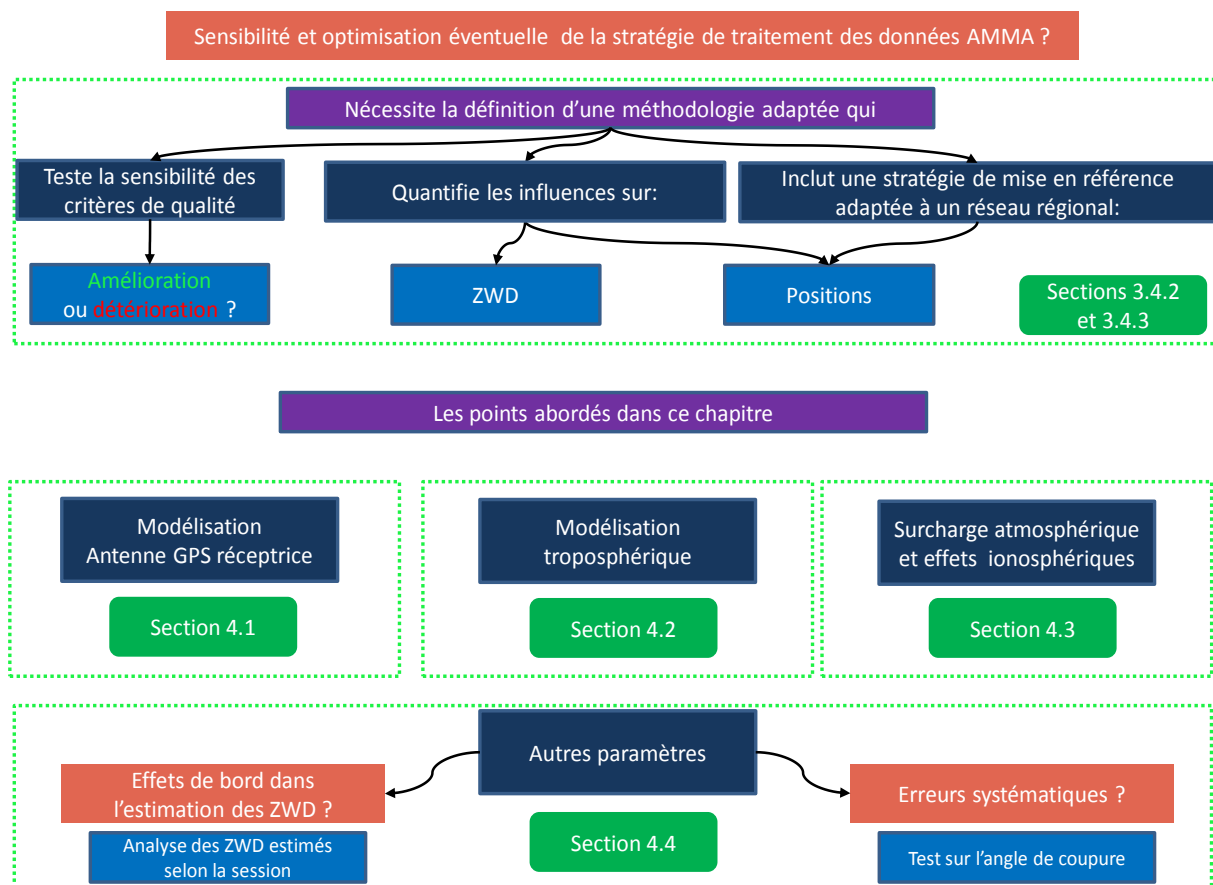 Sensibilité et optimisation éventuelle de la stratégie de traitement des données AMMA ?
Nécessite la définition d'une méthodologie adaptée qui
Teste la sensibilité des
critères de qualité
Quantifie les influences sur:
Inclut une stratégie de mise en référence
adaptée à un réseau régional:
Amélioration
ou détérioration ?
ZWD
Positions
Sections 3.4.2
et 3.4.3
Les points abordés dans ce chapitre
Modélisation
Antenne GPS réceptrice
Section 4.1
Modélisation
troposphérique
Section 4.2
Surcharge atmosphérique
et effets ionosphériques
Section 4.3
Autres paramètres
Effets de bord dans
l'estimation des ZWD ?
Analyse des ZWD estimés
selon la session
Section 4.4
Erreurs systématiques ?
Test sur l'angle de coupure